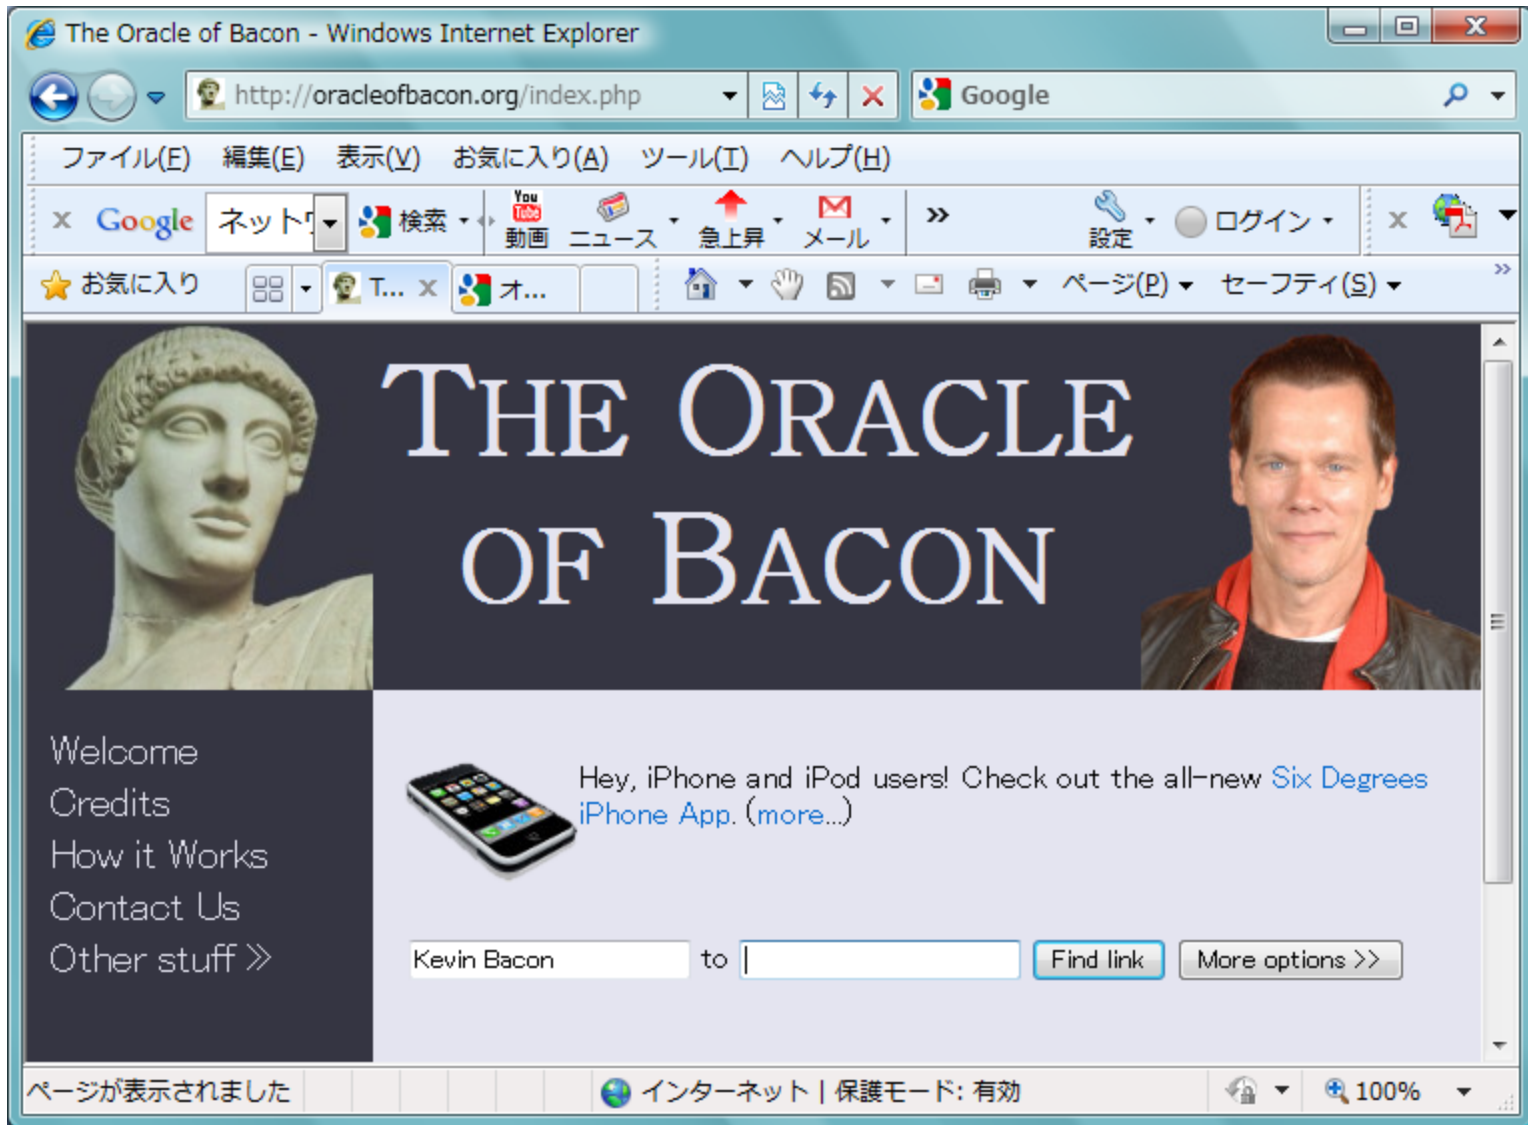 The Oracle of Bacon - Windows Internet Explorer
http://oracleofbacon.org/index.php
Google
ファイル(F) 編集(E) 表示(V) お気に入り(A) ツール(T) ヘルプ(H)
x Google ネットワ 検索 You Tube 動画 ニュース 急上昇 メール » 設定 ログイン x
お気に入り T... x オ... ページ(P) セーフティ(S) »
THE ORACLE
OF BACON
Welcome
Credits
How it Works
Contact Us
Other stuff >>
Hey, iPhone and iPod users! Check out the all-new Six Degrees
iPhone App. (more...)
Kevin Bacon to Find link More options >>
ページが表示されました インターネット | 保護モード: 有効 100%